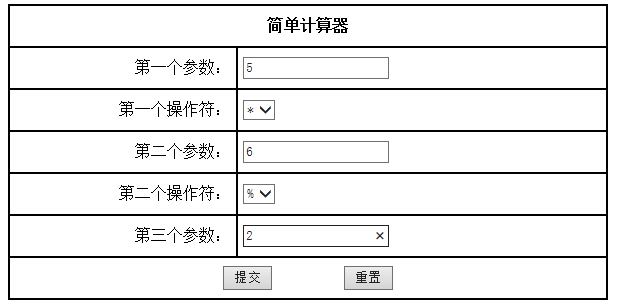 简单计算器
第一个参数： 5
第一个操作符： *
第二个参数： 6
第二个操作符： %
第三个参数： 2 ×
提交 重置